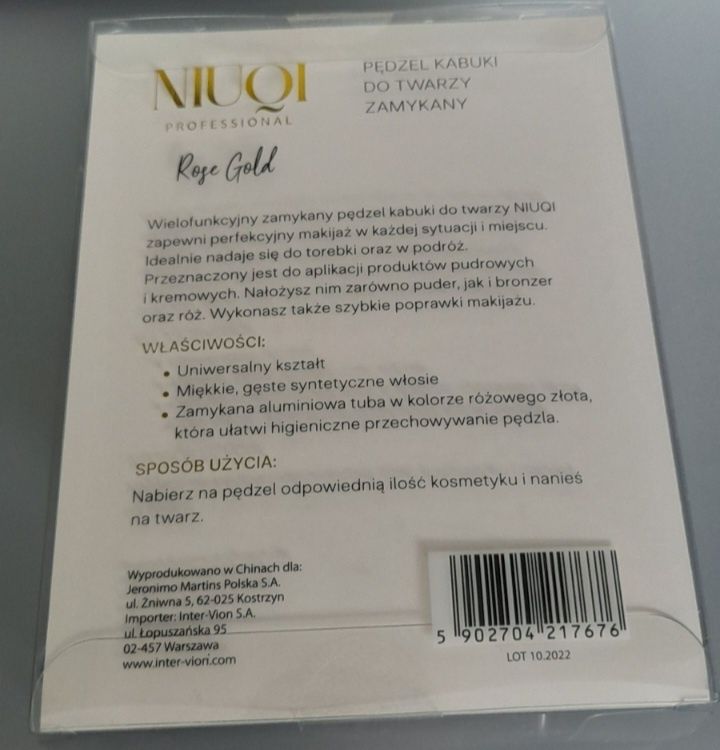 NIUQI
PROFESSIONAL
Rose Gold
PĘDZEL KABUKI
DO TWARZY
ZAMYKANY
Wielofunkcyjny zamykany pędzel kabuki do twarzy NIUQI
zapewni perfekcyjny makijaż w każdej sytuacji i miejscu.
Idealnie nadaje się do torebki oraz w podróż.
Przeznaczony jest do aplikacji produktów pudrowych
i kremowych. Nałożysz nim zarówno puder, jak i bronzer
oraz róż. Wykonasz także szybkie poprawki makijażu.
WŁAŚCIWOŚCI:
• Uniwersalny kształt
• Miękkie, gęste syntetyczne włosie
• Zamykana aluminiowa tuba w kolorze różowego złota,
która ułatwi higieniczne przechowywanie pędzla.
SPOSÓB UŻYCIA:
Nabierz na pędzel odpowiednią ilość kosmetyku i nanieś
na twarz.
Wyprodukowano w Chinach dla:
Jeronimo Martins Polska S.A.
ul. Żniwna 5, 62-025 Kostrzyn
Importer: Inter-Vion S.A.
ul. Łopuszańska 95
02-457 Warszawa
www.inter-vion.com
5 902704 217676
LOT 10.2022